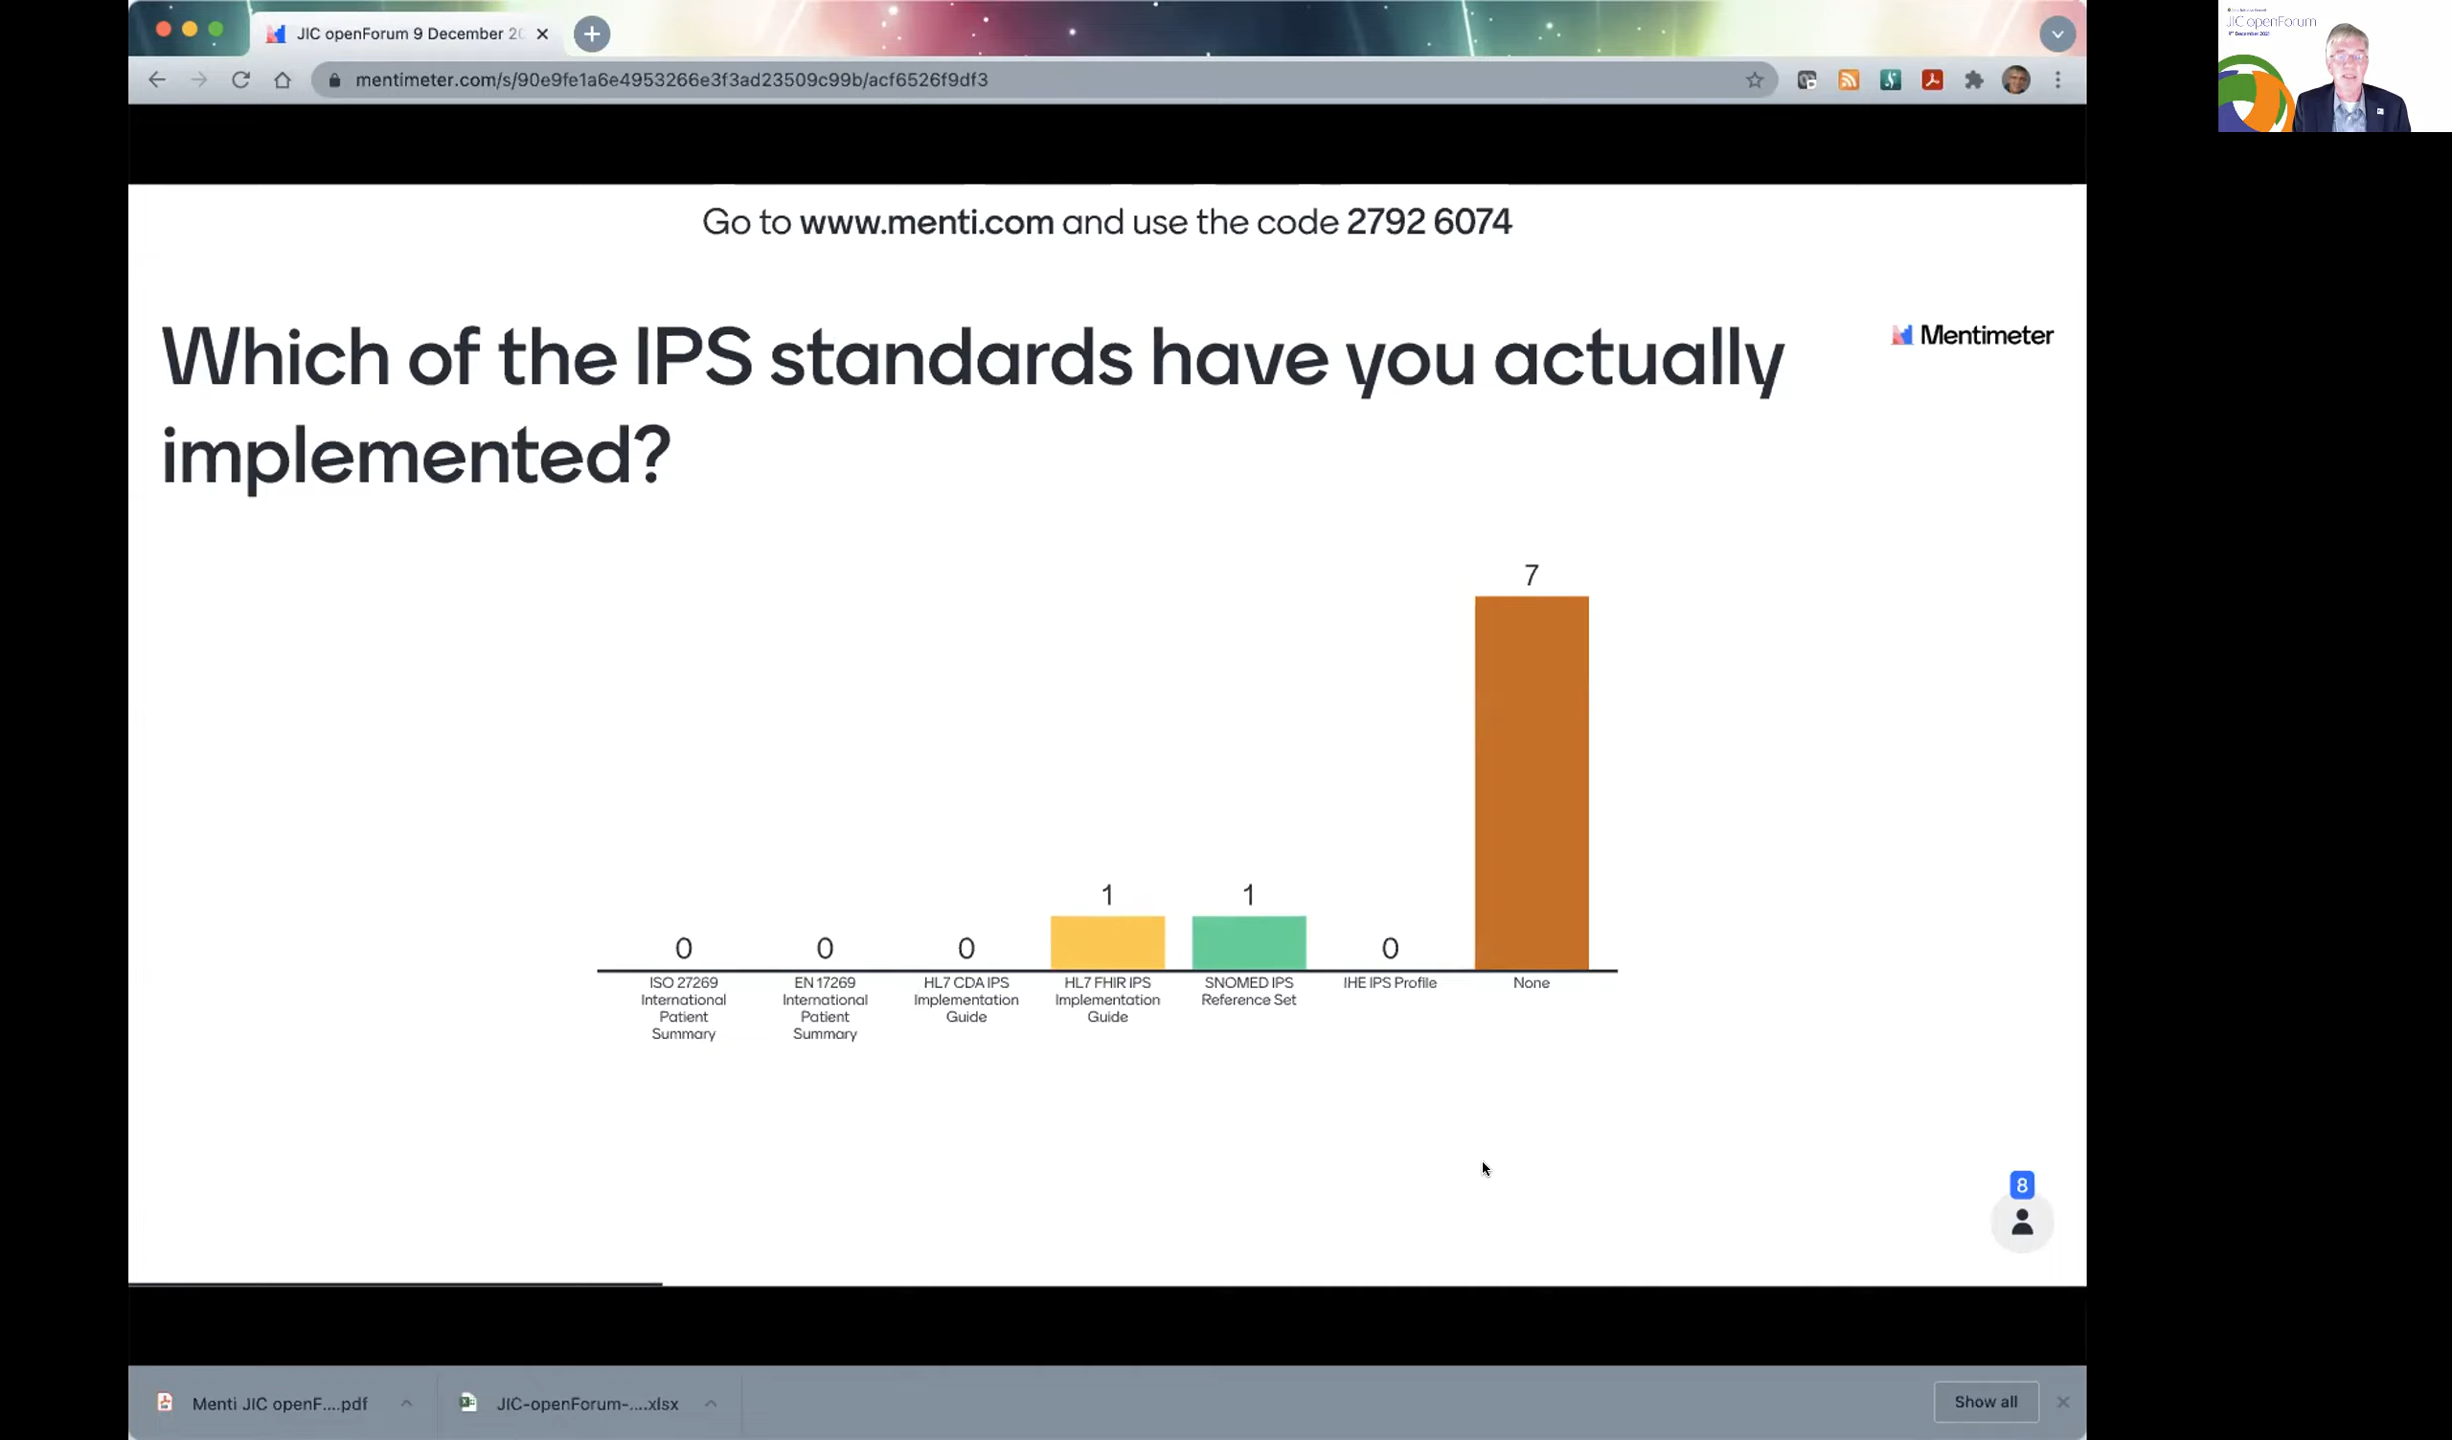 JIC openForum 9 December 20
mentimeter.com/s/90e9fe1a6e4953266e3f3ad23509c99b/acf6526f9df3
JIC openForum
9th December 2021
Go to www.menti.com and use the code 2792 6074
Which of the IPS standards have you actually
implemented?
Mentimeter
7
1
1
0
0
0
0
ISO 27269
International
Patient
Summary
EN 17269
International
Patient
Summary
HL7 CDA IPS
Implementation
Guide
HL7 FHIR IPS
Implementation
Guide
SNOMED IPS
Reference Set
IHE IPS Profile
None
8
Menti JIC openF....pdf
JIC-openForum-....xlsx
Show all